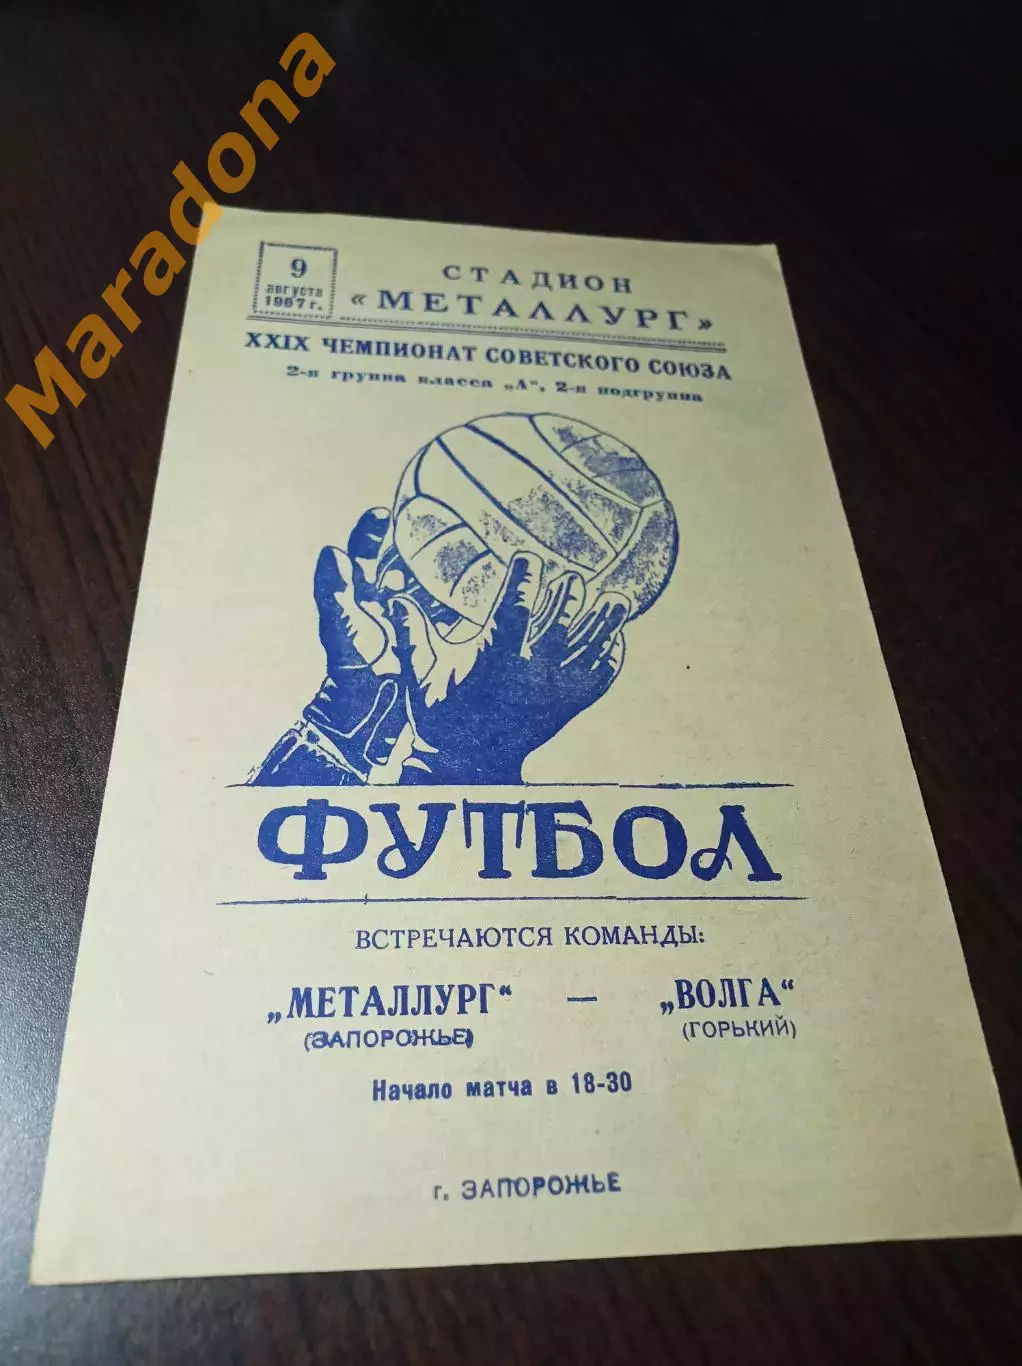 Maradona
9
августа
1967 г.
СТАДИОН
«МЕТАЛЛУРГ»
XXIX ЧЕМПИОНАТ СОВЕТСКОГО СОЮЗА
2-я группа класса „А“, 2-я подгруппа
ФУТБОЛ
ВСТРЕЧАЮТСЯ КОМАНДЫ:
„МЕТАЛЛУРГ“ — „ВОЛГА“
(ЗАПОРОЖЬЕ) (ГОРЬКИЙ)
Начало матча в 18-30
г. ЗАПОРОЖЬЕ